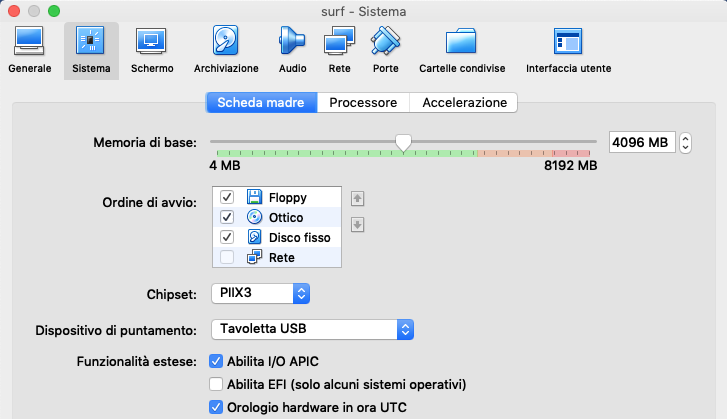 surf - Sistema
Generale Sistema Schermo Archiviazione Audio Rete Porte Cartelle condivise Interfaccia utente
Scheda madre Processore Accelerazione
Memoria di base: 4096 MB
4 MB 8192 MB
Ordine di avvio: Floppy
Ottico
Disco fisso
Rete
Chipset: PIIX3
Dispositivo di puntamento: Tavoletta USB
Funzionalità estese: Abilita I/O APIC
Abilita EFI (solo alcuni sistemi operativi)
Orologio hardware in ora UTC